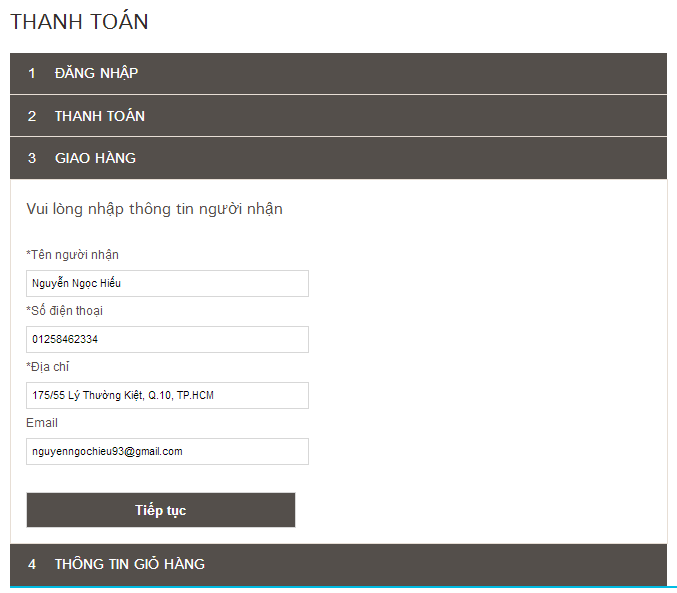 THANH TOÁN
1 ĐĂNG NHẬP
2 THANH TOÁN
3 GIAO HÀNG
Vui lòng nhập thông tin người nhận
*Tên người nhận
Nguyễn Ngọc Hiếu
*Số điện thoại
01258462334
*Địa chỉ
175/55 Lý Thường Kiệt, Q.10, TP.HCM
Email
nguyenngochieu93@gmail.com
Tiếp tục
4 THÔNG TIN GIỎ HÀNG